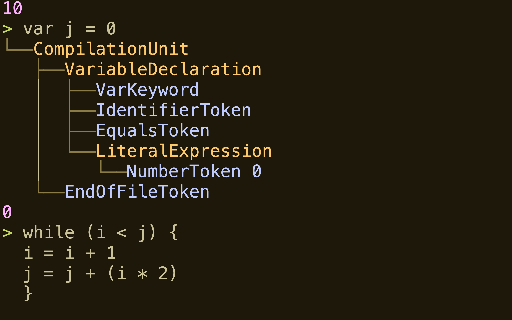 10
> var j = 0
└──CompilationUnit
   ├──VariableDeclaration
   │  ├──VarKeyword
   │  ├──IdentifierToken
   │  ├──EqualsToken
   │  └──LiteralExpression
   │     └──NumberToken 0
   └──EndOfFileToken
0
> while (i < j) {
  i = i + 1
  j = j + (i * 2)
  }